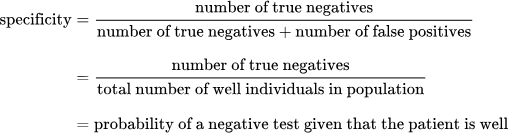 specificity = number of true negatives / number of true negatives + number of false positives
= number of true negatives / total number of well individuals in population
= probability of a negative test given that the patient is well